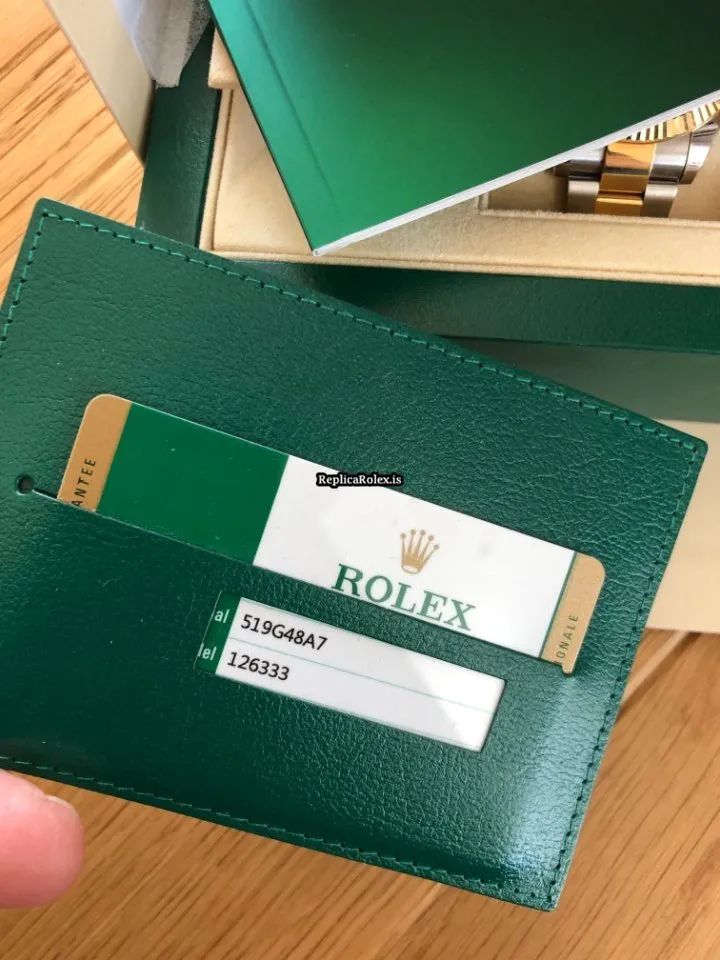 ANTEE
ReplicaRolex.is
ROLEX
ONALE
al 519G48A7
el 126333